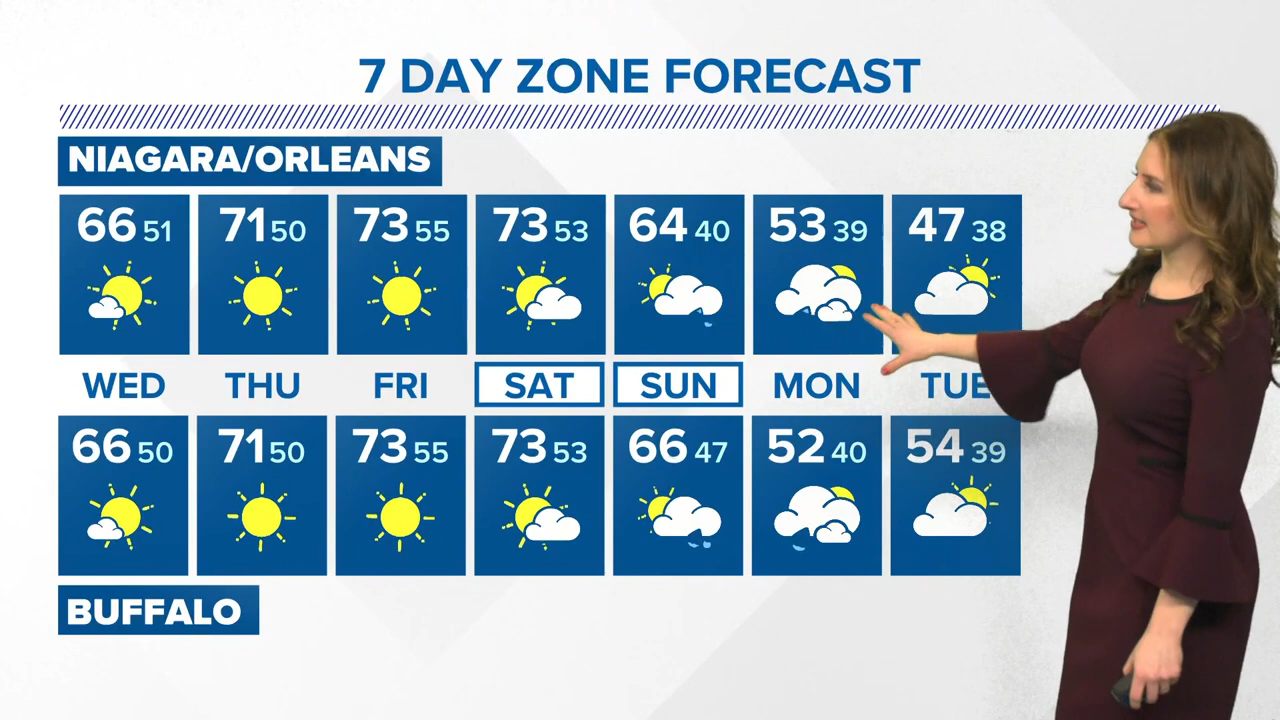 7 DAY ZONE FORECAST
NIAGARA/ORLEANS
66 51 71 50 73 55 73 53 64 40 53 39 47 38
WED THU FRI SAT SUN MON TUE
66 50 71 50 73 55 73 53 66 47 52 40 54 39
BUFFALO